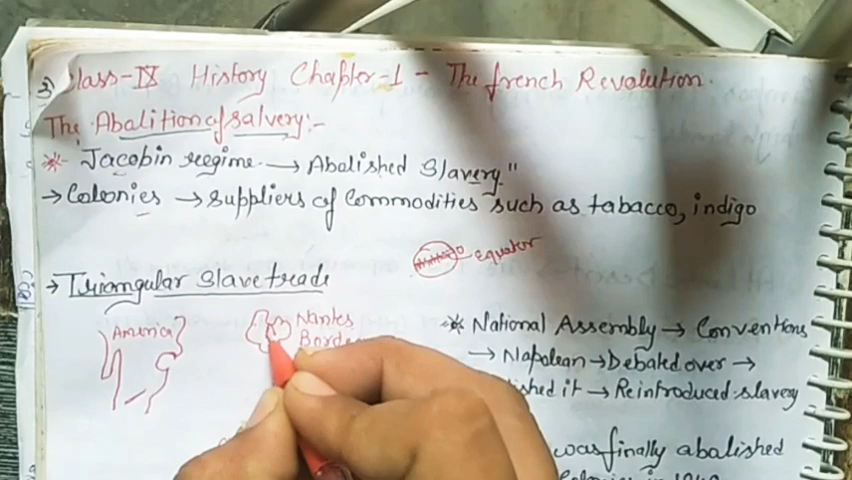 Class-IX History Chapter-1 - The french Revolution.
The Abalition of salvery:-
* Jacobin regime. → Abalished Slavery"
→ Colonies → suppliers of Commodities such as tabacco, indigo
equator
→ Triangular Slave trade
America
Nantes
* National Assembly → Conventions
→ Napolean → Debated over →
it → Reintroduced slavery
was finally abalished